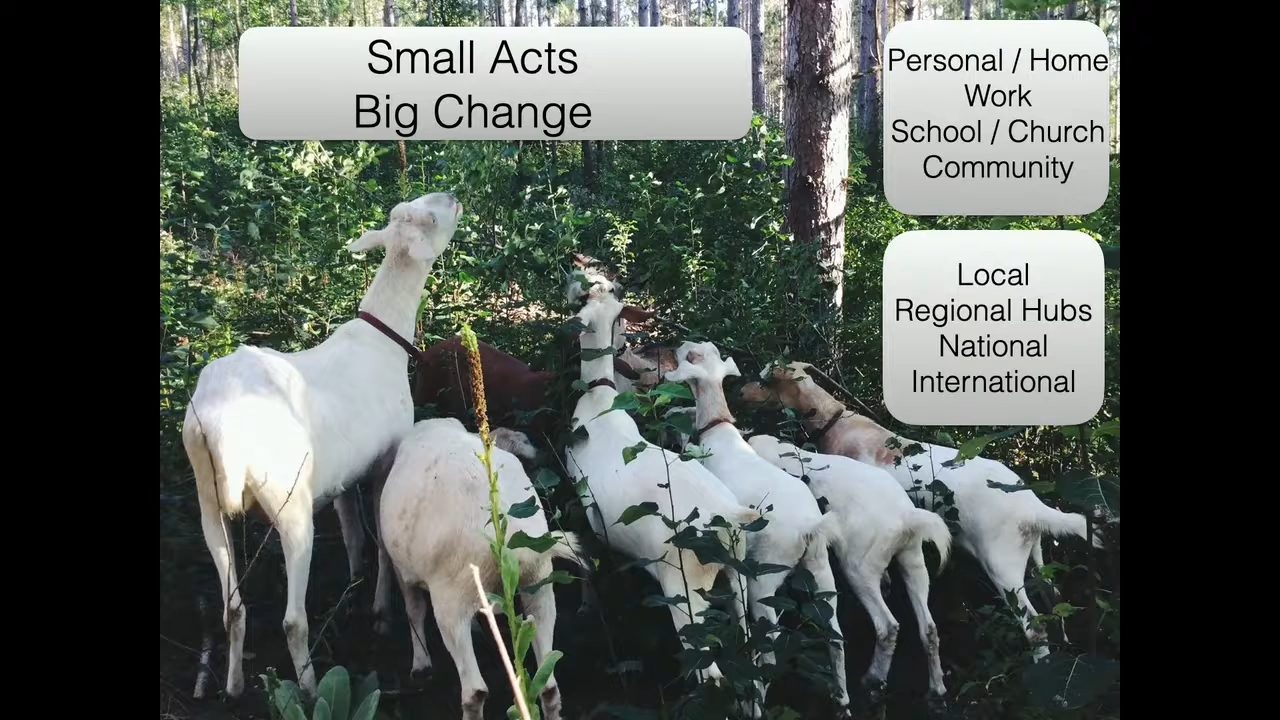 Small Acts
Big Change
Personal / Home
Work
School / Church
Community
Local
Regional Hubs
National
International